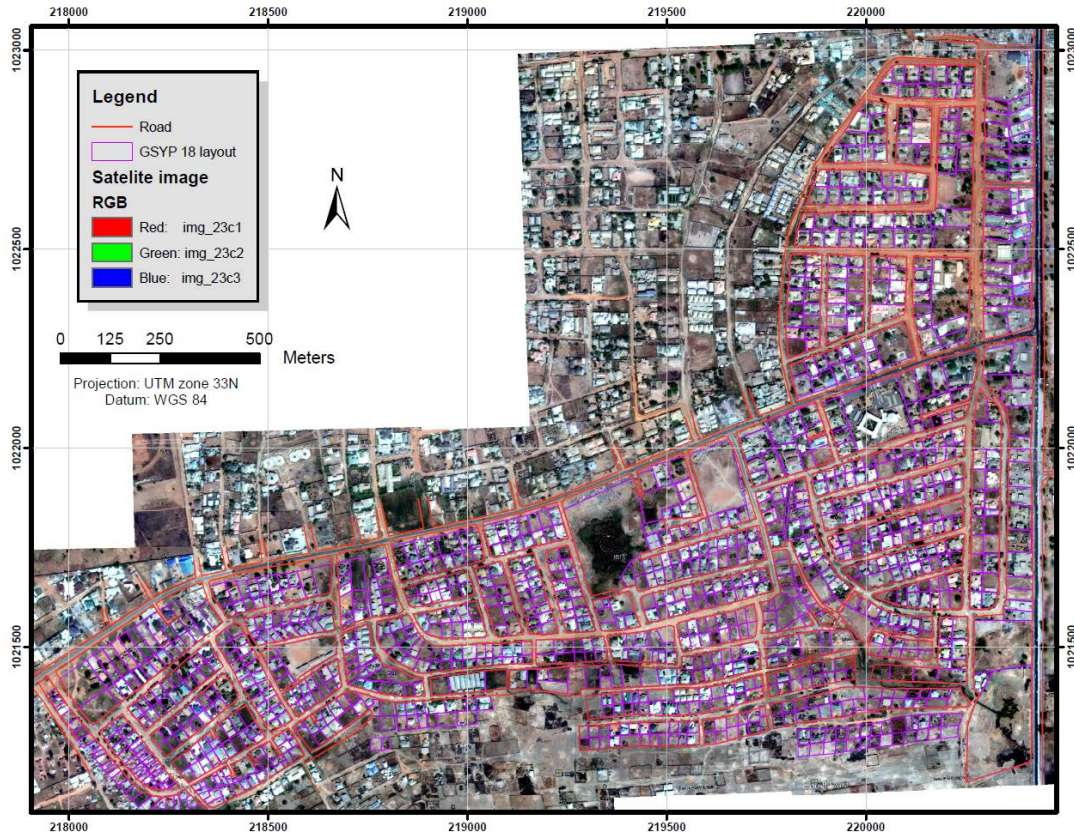 218000 218500 219000 219500 220000
1023000 1023000
Legend
Road
GSYP 18 layout
Satelite image
RGB
Red: img_23c1
Green: img_23c2
Blue: img_23c3
N
1022500 1022500
0 125 250 500
Meters
Projection: UTM zone 33N
Datum: WGS 84
1022000 1022000
1021500 1021500
218000 218500 219000 219500 220000